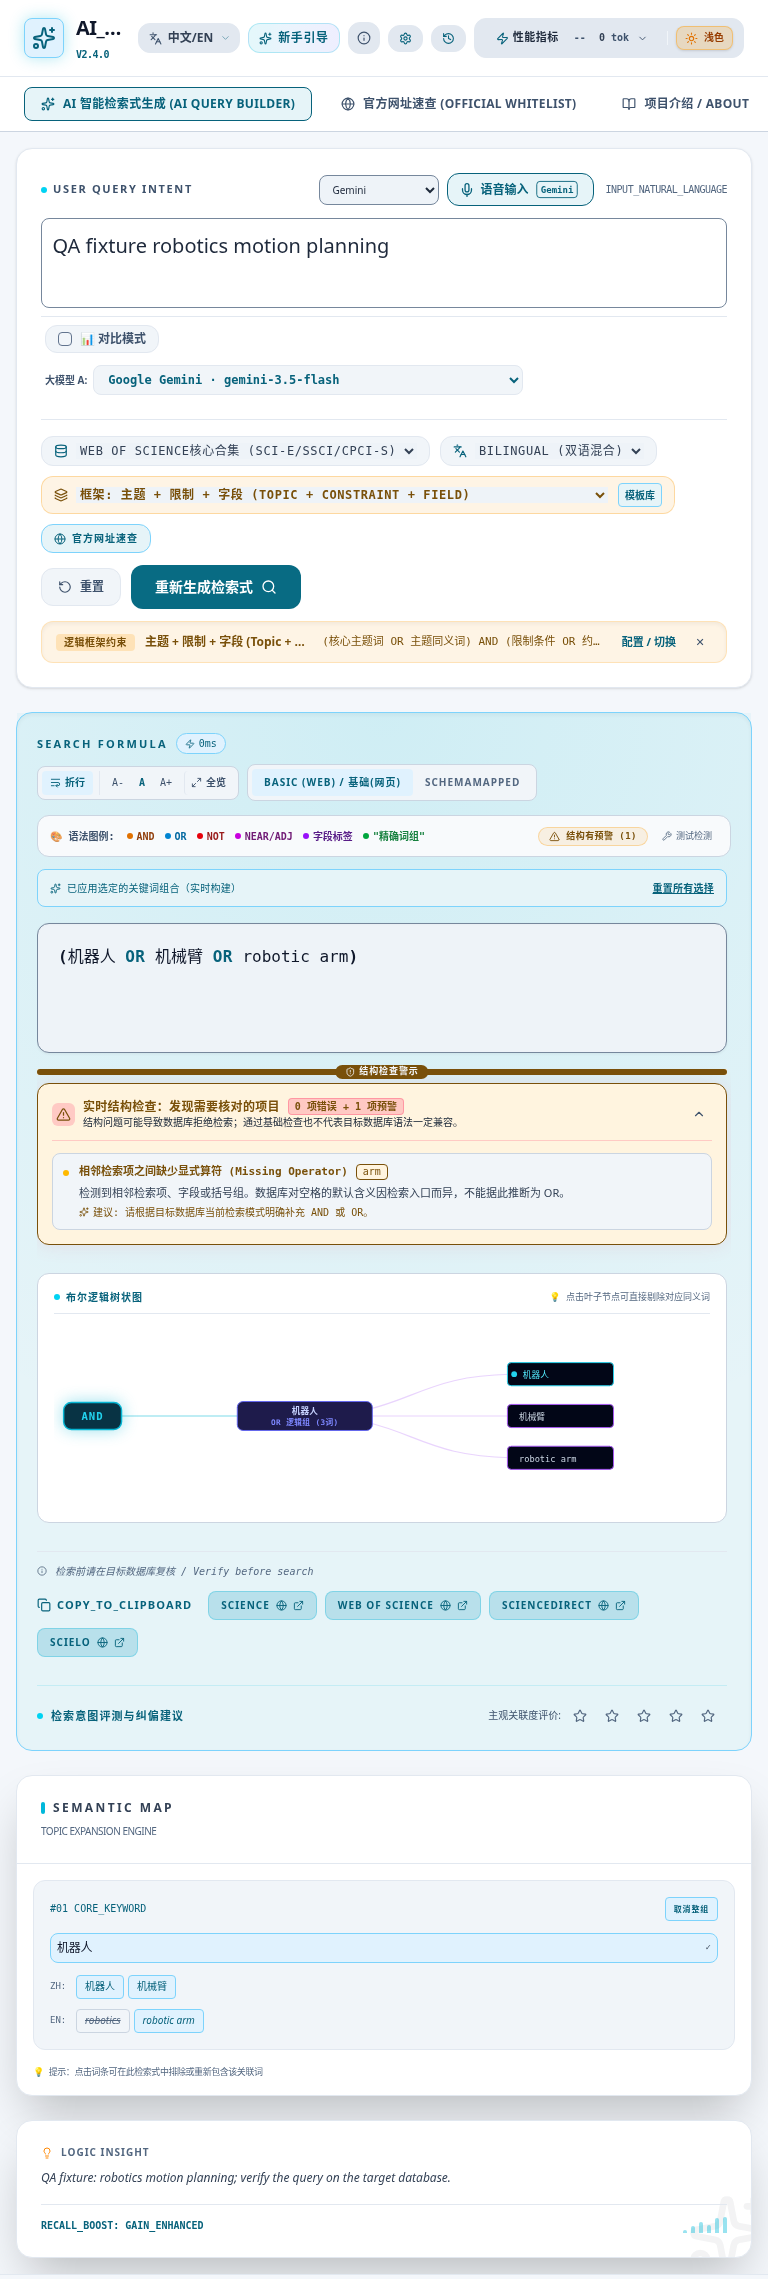 AI_...
V2.4.0
中文/EN
新手引导
性能指标 -- 0 tok
浅色
AI 智能检索式生成 (AI QUERY BUILDER)
官方网址速查 (OFFICIAL WHITELIST)
项目介绍 / ABOUT
USER QUERY INTENT
Gemini
语音输入 Gemini
INPUT_NATURAL_LANGUAGE
QA fixture robotics motion planning
📊 对比模式
大模型 A: Google Gemini · gemini-3.5-flash
WEB OF SCIENCE核心合集 (SCI-E/SSCI/CPCI-S)
BILINGUAL (双语混合)
框架: 主题 + 限制 + 字段 (TOPIC + CONSTRAINT + FIELD)
模板库
官方网址速查
重置
重新生成检索式
逻辑框架约束 主题 + 限制 + 字段 (Topic + ... (核心主题词 OR 主题同义词) AND (限制条件 OR 约… 配置 / 切换 ×
SEARCH FORMULA 0ms
折行 A- A A+ 全览
BASIC (WEB) / 基础(网页) SCHEMAMAPPED
🎨 语法图例: AND OR NOT NEAR/ADJ 字段标签 "精确词组"
结构有预警 (1) 测试检测
已应用选定的关键词组合（实时构建） 重置所有选择
(机器人 OR 机械臂 OR robotic arm)
结构检查警示
实时结构检查: 发现需要核对的项目 0 项错误 + 1 项预警
结构问题可能导致数据库拒绝检索; 通过基础检查也不代表目标数据库语法一定兼容。
相邻检索项之间缺少显式算符 (Missing Operator) arm
检测到相邻检索项、字段或括号组。数据库对空格的默认含义因检索入口而异, 不能据此推断为 OR。
建议: 请根据目标数据库当前检索模式明确补充 AND 或 OR。
布尔逻辑树状图
💡 点击叶子节点可直接剔除对应同义词
AND
机器人
OR 逻辑组 (3词)
机器人
机械臂
robotic arm
检索前请在目标数据库复核 / Verify before search
COPY_TO_CLIPBOARD SCIENCE WEB OF SCIENCE SCIENCEDIRECT
SCIELO
检索意图评测与纠偏建议
主观关联度评价:
SEMANTIC MAP
TOPIC EXPANSION ENGINE
#01 CORE_KEYWORD
取消整组
机器人 ✓
ZH: 机器人 机械臂
EN: robotics robotic arm
💡 提示: 点击词条可在此检索式中排除或重新包含该关联词
LOGIC INSIGHT
QA fixture: robotics motion planning; verify the query on the target database.
RECALL_BOOST: GAIN_ENHANCED